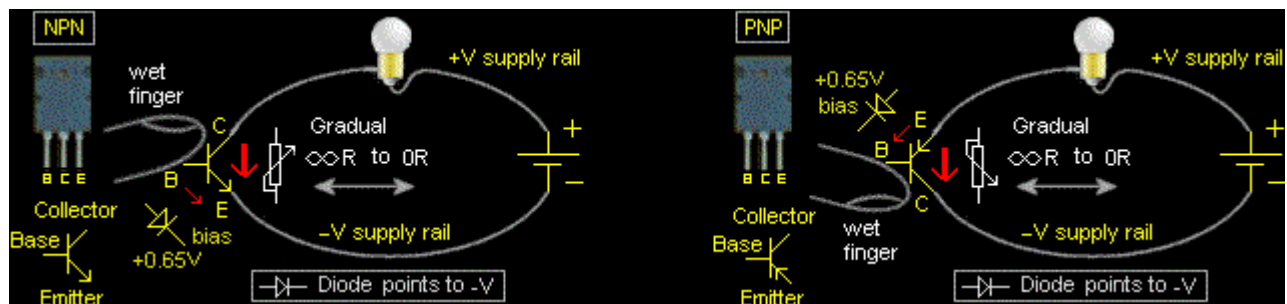 NPN
wet
finger
+V supply rail
C
Gradual
∞R to 0R
+
−
B C E
B
E
Collector
bias
Base
+0.65V
−V supply rail
Emitter
Diode points to -V
PNP
+0.65V
bias
+V supply rail
E
Gradual
∞R to 0R
+
−
B
B C E
C
Collector
wet
finger
Base
−V supply rail
Emitter
Diode points to -V